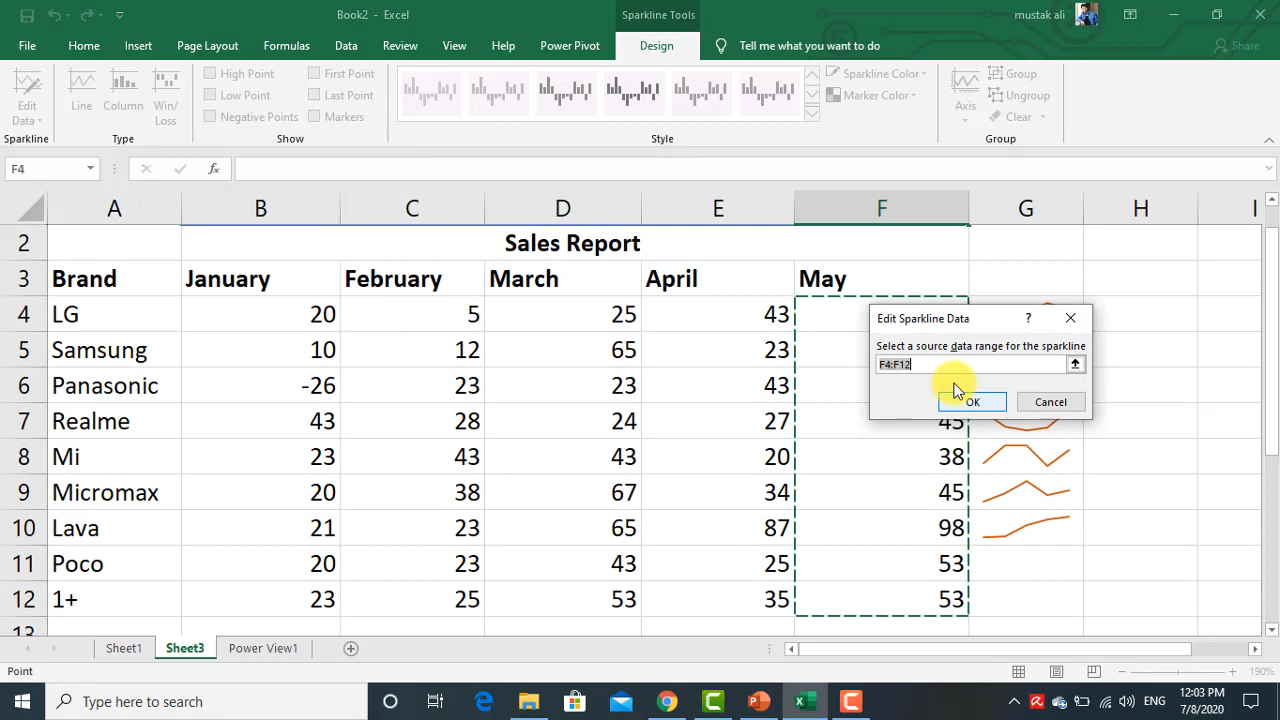 Book2 - Excel
Sparkline Tools
mustak ali
File Home Insert Page Layout Formulas Data Review View Help Power Pivot Design Tell me what you want to do Share
Edit Data
Line Column Win/ Loss
High Point First Point
Low Point Last Point
Negative Points Markers
Sparkline Color
Marker Color
Axis
Group
Ungroup
Clear
Sparkline Type Show Style Group
F4 fx
A B C D E F G H I
2 Sales Report
3 Brand January February March April May
4 LG 20 5 25 43
5 Samsung 10 12 65 23
6 Panasonic -26 23 23 43
7 Realme 43 28 24 27 45
8 Mi 23 43 43 20 38
9 Micromax 20 38 67 34 45
10 Lava 21 23 65 87 98
11 Poco 20 23 43 25 53
12 1+ 23 25 53 35 53
13
Edit Sparkline Data ?
Select a source data range for the sparkline
F4:F12
OK Cancel
Sheet1 Sheet3 Power View1
Point 190%
Type here to search
ENG
12:03 PM
7/8/2020